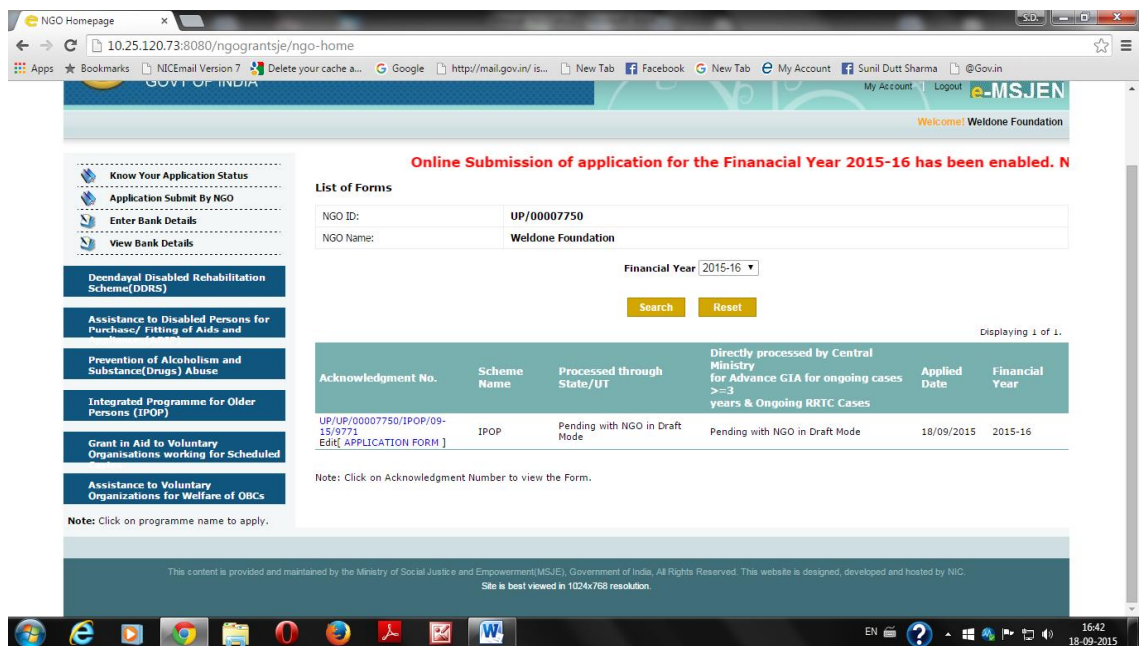 NGO Homepage
S.D.
10.25.120.73:8080/ngograntsje/ngo-home
Apps Bookmarks NICEmail Version 7 Delete your cache a... Google http://mail.gov.in/ is... New Tab Facebook New Tab My Account Sunil Dutt Sharma @Gov.in
GOVT OF INDIA
My Account | Logout e-MSJEN
Welcome! Weldone Foundation
Online Submission of application for the Finanacial Year 2015-16 has been enabled. N
Know Your Application Status
Application Submit By NGO
Enter Bank Details
View Bank Details
Deendayal Disabled Rehabilitation
Scheme(DDRS)
Assistance to Disabled Persons for
Purchase/ Fitting of Aids and
Prevention of Alcoholism and
Substance(Drugs) Abuse
Integrated Programme for Older
Persons (IPOP)
Grant in Aid to Voluntary
Organisations working for Scheduled
Assistance to Voluntary
Organizations for Welfare of OBCs
Note: Click on programme name to apply.
List of Forms
NGO ID: UP/00007750
NGO Name: Weldone Foundation
Financial Year 2015-16
Search Reset
Displaying 1 of 1.
Acknowledgment No.
Scheme
Name
Processed through
State/UT
Directly processed by Central
Ministry
for Advance GIA for ongoing cases
>=3
years & Ongoing RRTC Cases
Applied
Date
Financial
Year
UP/UP/00007750/IPOP/09-
15/9771
Edit[ APPLICATION FORM ]
IPOP
Pending with NGO in Draft
Mode
Pending with NGO in Draft Mode
18/09/2015
2015-16
Note: Click on Acknowledgment Number to view the Form.
This content is provided and maintained by the Ministry of Social Justice and Empowerment(MSJE), Government of India, All Rights Reserved. This website is designed, developed and hosted by NIC.
Site is best viewed in 1024x768 resolution.
EN
16:42
18-09-2015